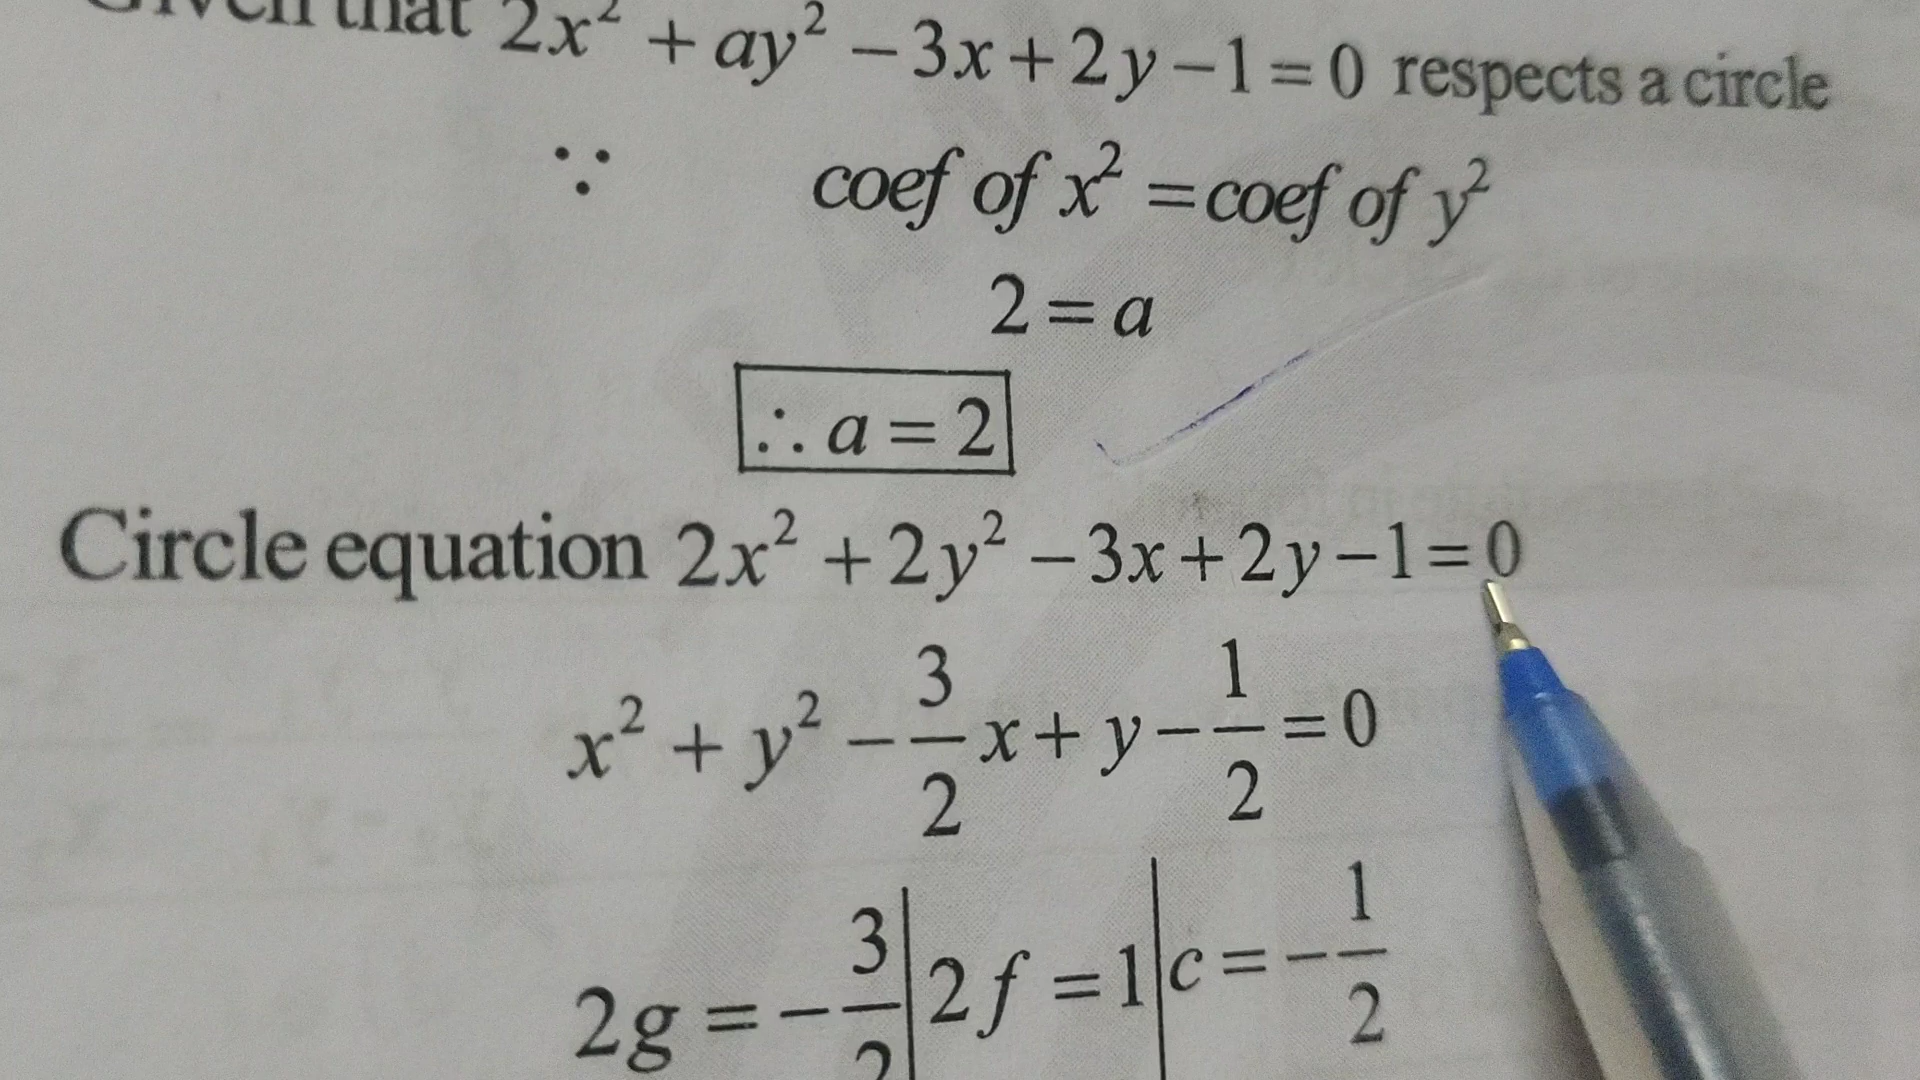 Given that 2x² + ay² − 3x + 2y − 1 = 0 respects a circle
∵ coef of x² = coef of y²
2 = a
∴ a = 2
Circle equation 2x² + 2y² − 3x + 2y − 1 = 0
x² + y² − 3/2 x + y − 1/2 = 0
2g = − 3/2 | 2f = 1 | c = − 1/2